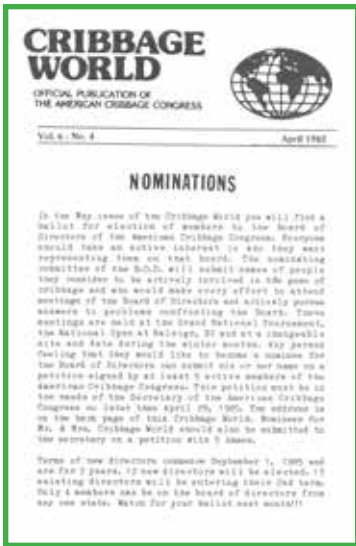 CRIBBAGE
WORLD
OFFICIAL PUBLICATION OF
THE AMERICAN CRIBBAGE CONGRESS
Vol. 6 - No. 4 April 1985
NOMINATIONS
In the May issue of the Cribbage World you will find a
ballot for election of members to the Board of
Directors of the American Cribbage Congress. Everyone
should take an active interest in who they want
representing them on that board. The nominating
committee of the B.O.D. will submit names of people
they consider to be actively involved in the game of
cribbage and who would make every effort to attend
meetings of the Board of Directors and actively pursue
answers to problems confronting the Board. These
meetings are held at the Grand National Tournament,
the National Open at Raleigh, NC and at a changeable
site and date during the winter months. Any person
feeling that they would like to become a nominee for
the Board of Directors can submit his or her name on a
petition signed by at least 5 active members of the
American Cribbage Congress. This petition must be in
the hands of the Secretary of the American Cribbage
Congress no later than April 29, 1985. The address is
on the back page of this Cribbage World. Nominees for
Mr. & Mrs. Cribbage World should also be submitted to
the secretary on a petition with 5 names.
Terms of new directors commence September 1, 1985 and
are for 2 years. 12 new directors will be elected. 13
existing directors will be entering their 2nd term.
Only 4 members can be on the board of directors from
any one state. Watch for your ballot next month!!!